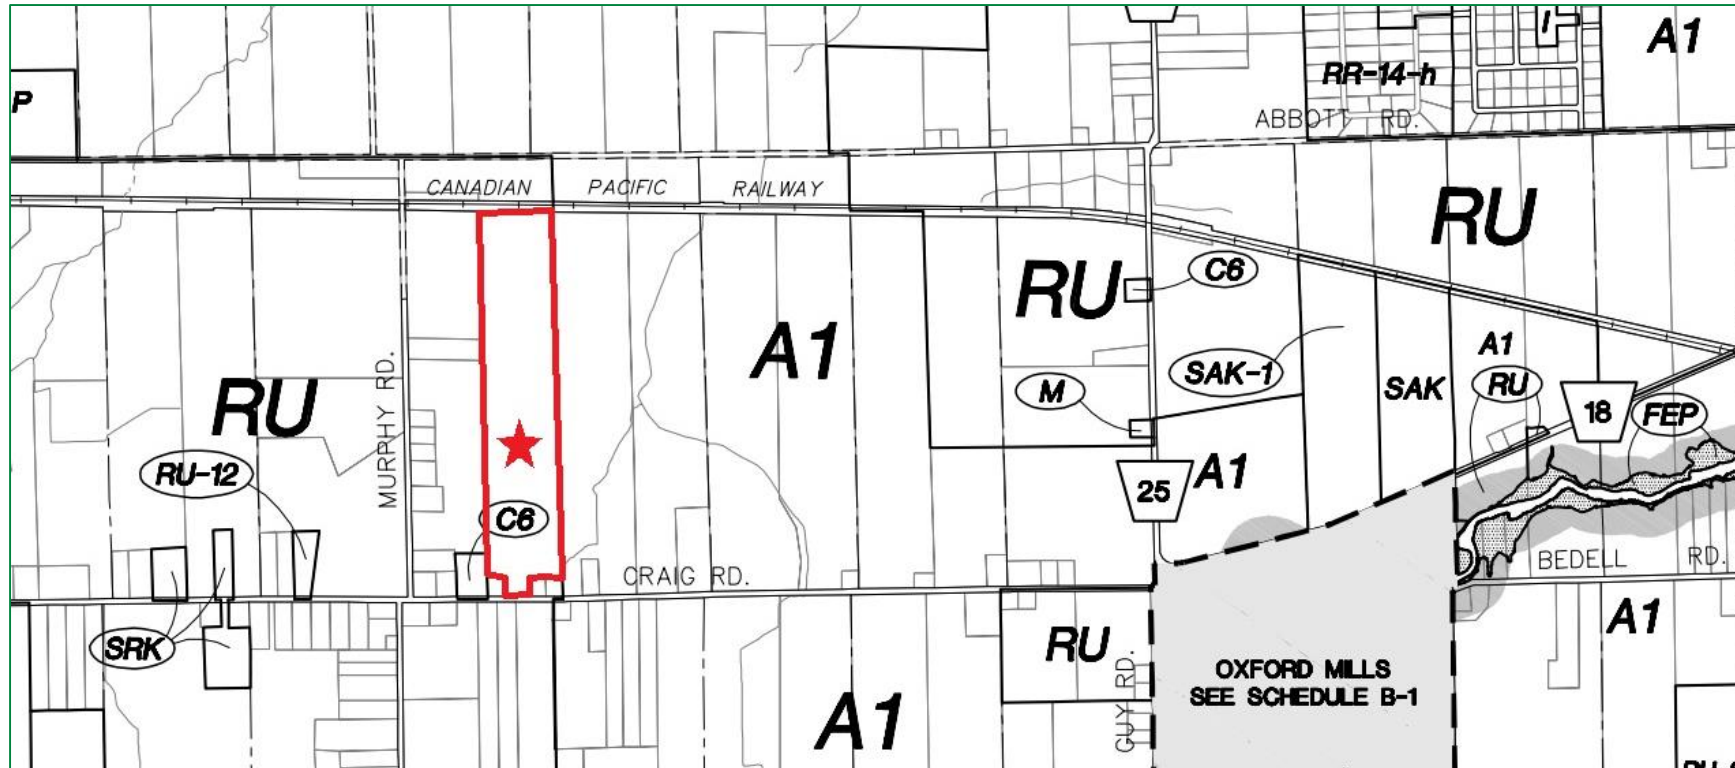 I
A1
RR-14-h
P
ABBOTT RD.
CANADIAN PACIFIC RAILWAY
RU
C6
RU
A1
A1
SAK-1
RU
SAK
M
RU
18
FEP
MURPHY RD.
RU-12
A1
25
C6
BEDELL RD.
CRAIG RD.
A1
SRK
RU
OXFORD MILLS
SEE SCHEDULE B-1
GUY RD.
A1